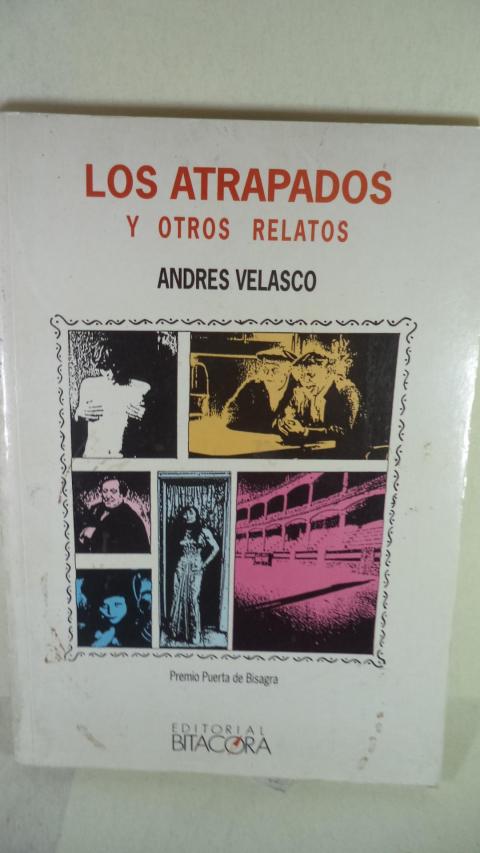 LOS ATRAPADOS
Y OTROS RELATOS
ANDRES VELASCO
Premio Puerta de Bisagra
EDITORIAL
BITACORA